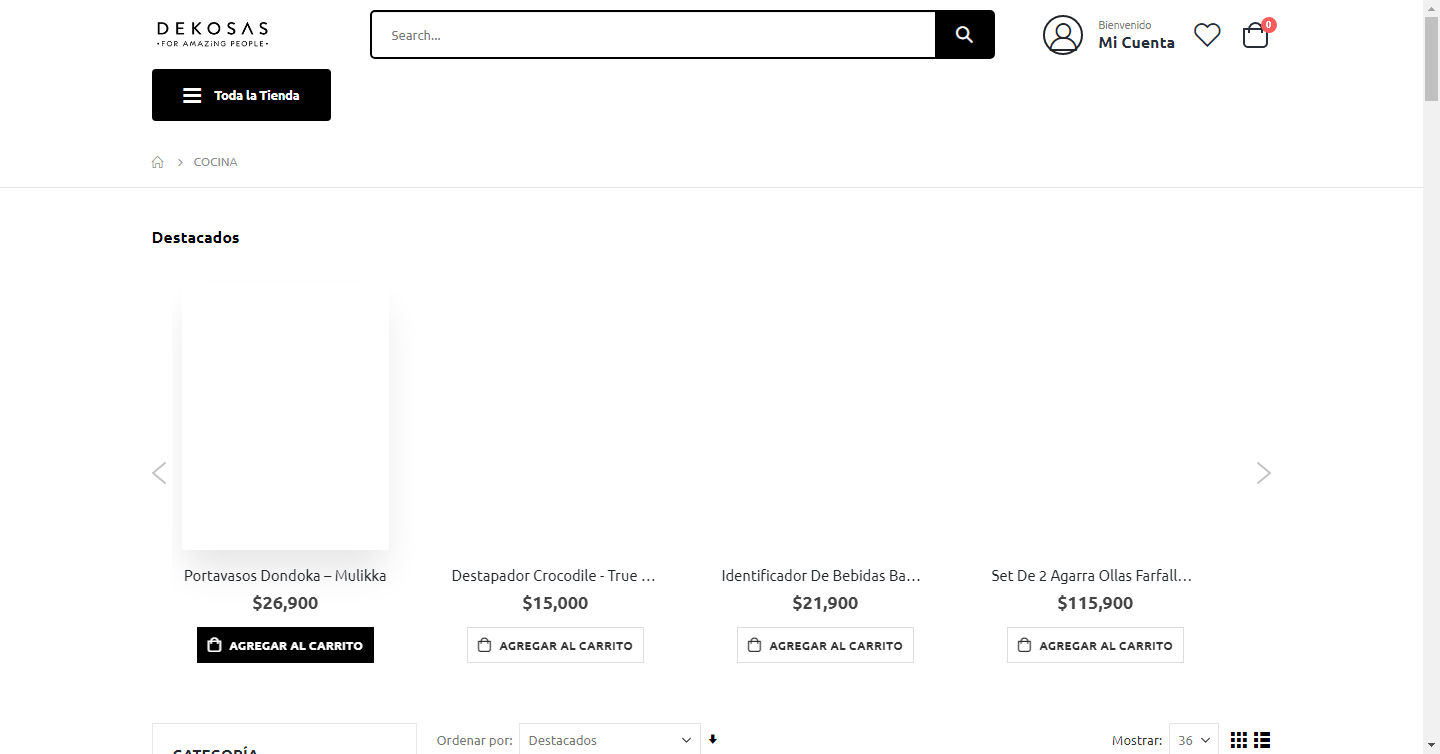 DEKOSAS
•FOR AMAZiNG PEOPLE•
Search...
Bienvenido
Mi Cuenta
0
Toda la Tienda
COCINA
Destacados
Portavasos Dondoka – Mulikka
$26,900
AGREGAR AL CARRITO
Destapador Crocodile - True ...
$15,000
AGREGAR AL CARRITO
Identificador De Bebidas Ba...
$21,900
AGREGAR AL CARRITO
Set De 2 Agarra Ollas Farfall...
$115,900
AGREGAR AL CARRITO
CATEGORÍA
Ordenar por:
Destacados
Mostrar:
36